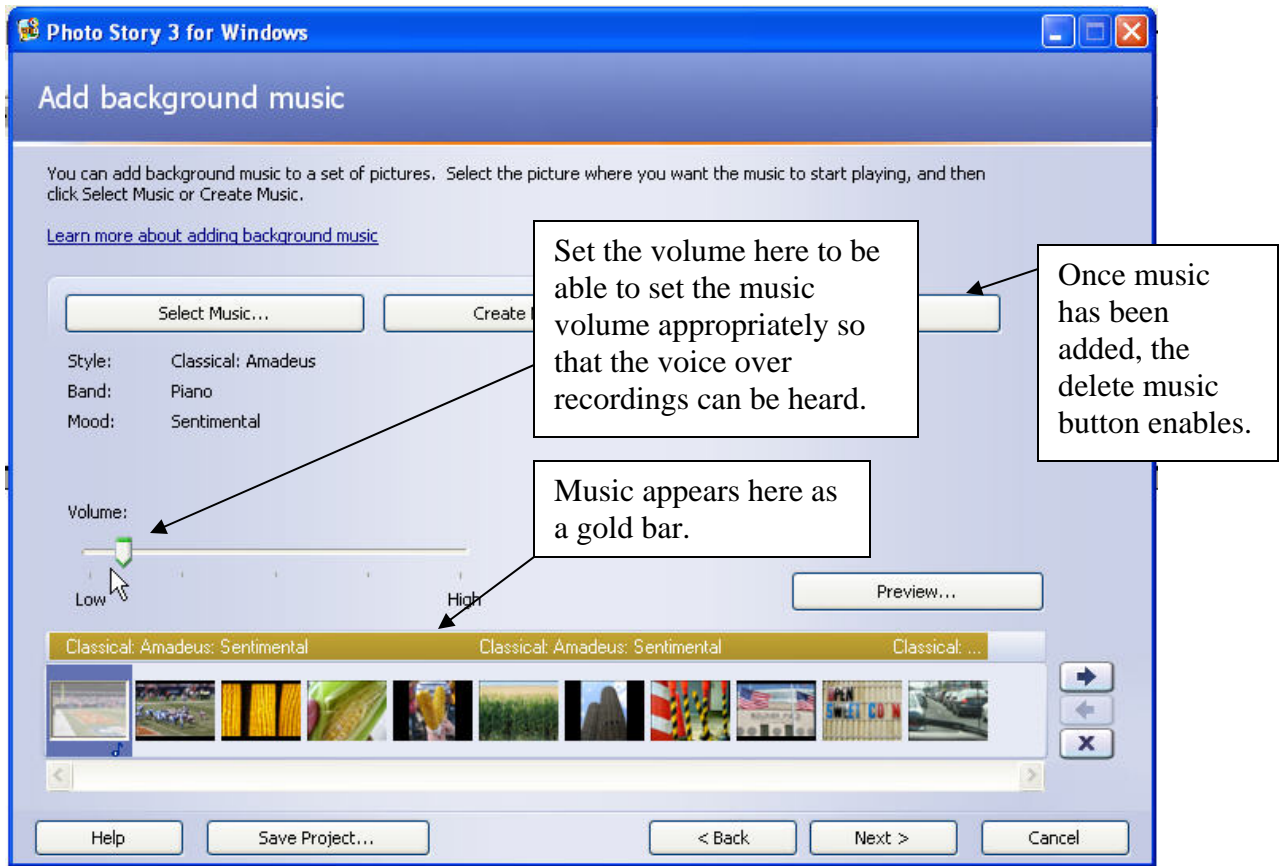 Photo Story 3 for Windows
Add background music
You can add background music to a set of pictures. Select the picture where you want the music to start playing, and then
click Select Music or Create Music.
Learn more about adding background music
Set the volume here to be
able to set the music
volume appropriately so
that the voice over
recordings can be heard.
Once music
has been
added, the
delete music
button enables.
Select Music...
Create
Style: Classical: Amadeus
Band: Piano
Mood: Sentimental
Music appears here as
a gold bar.
Volume:
Low High
Preview...
Classical: Amadeus: Sentimental Classical: Amadeus: Sentimental Classical: ...
SWEET CO N
Help Save Project... < Back Next > Cancel